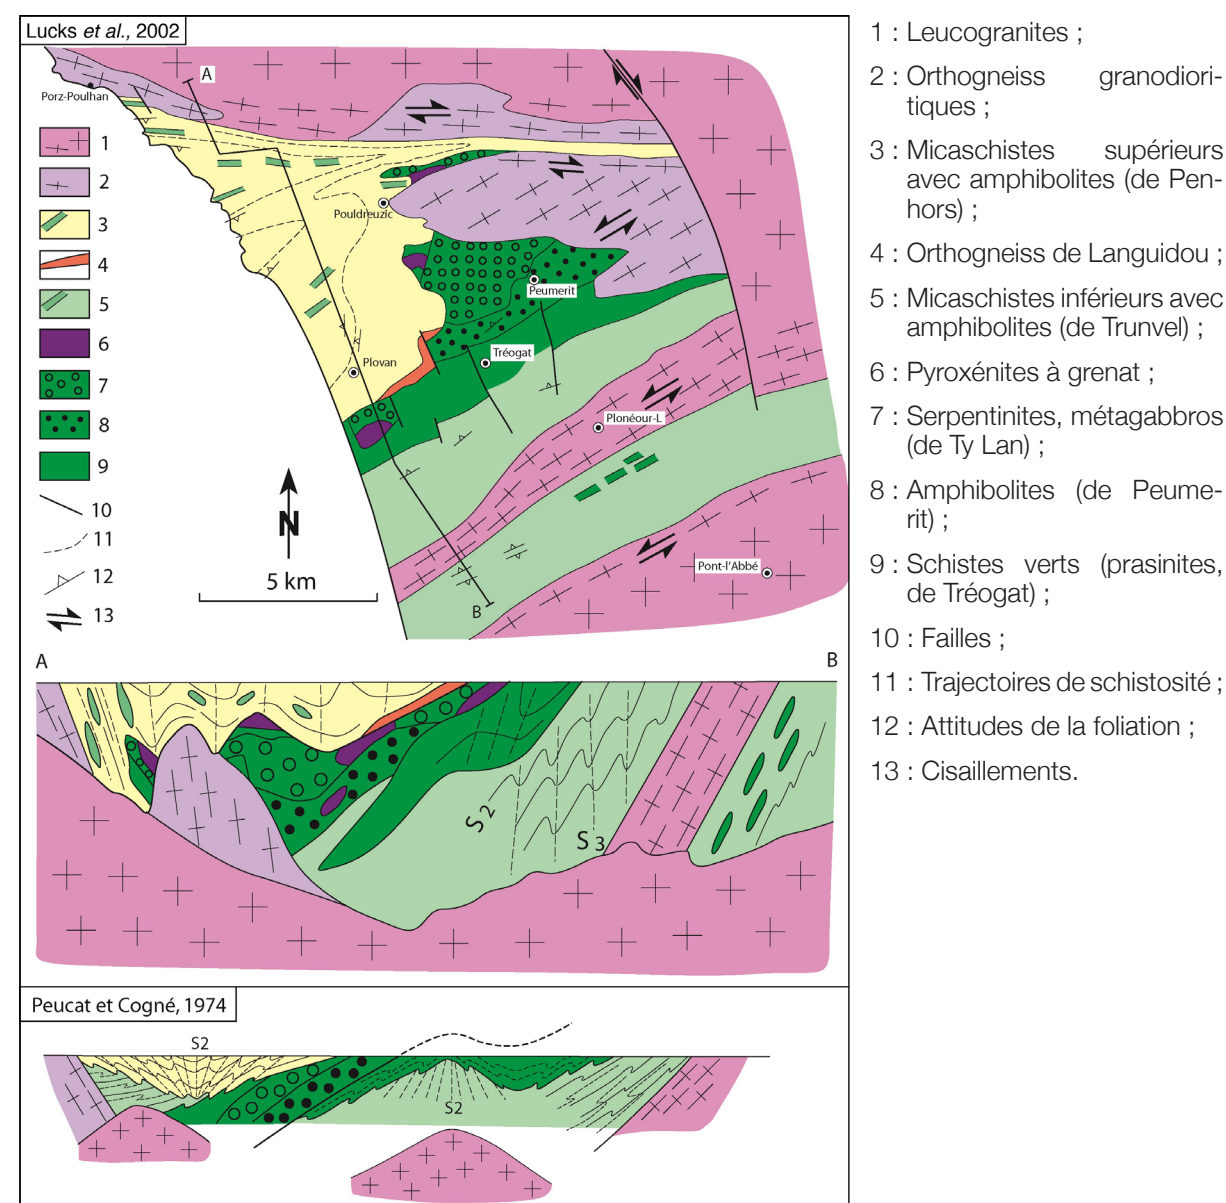 Lucks et al., 2002
A
Porz-Poulhan
1
2
3
4
5
6
7
8
9
10
11
12
13
Pouldreuzic
Peumerit
Tréogat
Plovan
Plonéour-L
Pont-l'Abbé
N
5 km
B
A
B
S2
S3
Peucat et Cogné, 1974
S2
S2
1 : Leucogranites ;
2 : Orthogneiss granodiori-
tiques ;
3 : Micaschistes supérieurs
avec amphibolites (de Pen-
hors) ;
4 : Orthogneiss de Languidou ;
5 : Micaschistes inférieurs avec
amphibolites (de Trunvel) ;
6 : Pyroxénites à grenat ;
7 : Serpentinites, métagabbros
(de Ty Lan) ;
8 : Amphibolites (de Peume-
rit) ;
9 : Schistes verts (prasinites,
de Tréogat) ;
10 : Failles ;
11 : Trajectoires de schistosité ;
12 : Attitudes de la foliation ;
13 : Cisaillements.